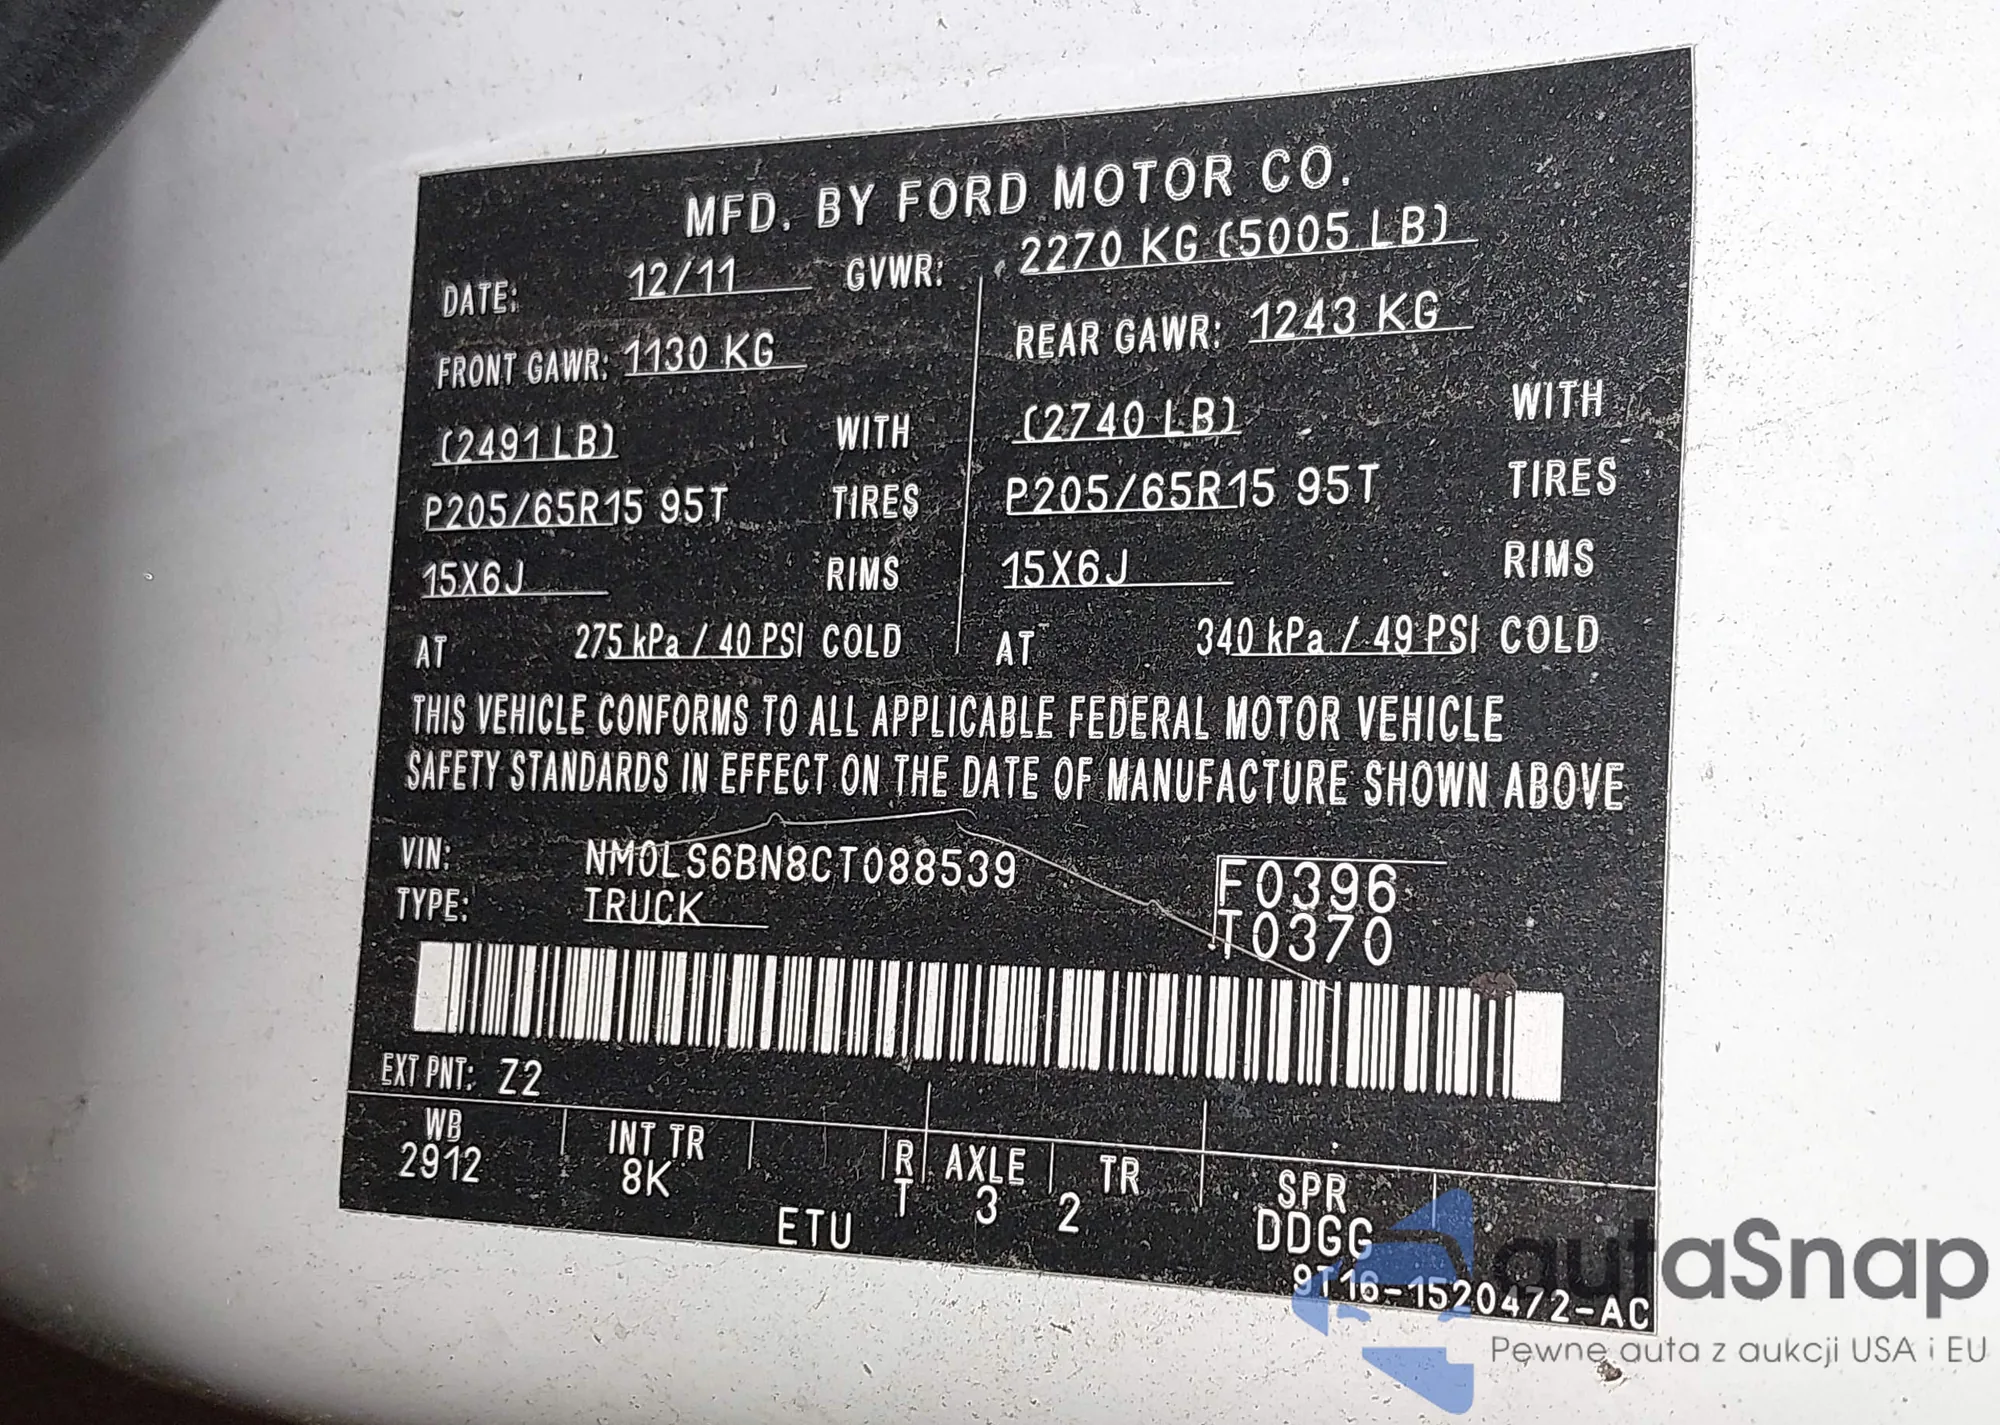 MFD. BY FORD MOTOR CO.
DATE: 12/11 GVWR: 2270 KG (5005 LB)
FRONT GAWR: 1130 KG REAR GAWR: 1243 KG
(2491 LB) WITH (2740 LB) WITH
P205/65R15 95T TIRES P205/65R15 95T TIRES
15X6J RIMS 15X6J RIMS
AT 275 kPa / 40 PSI COLD AT 340 kPa / 49 PSI COLD
THIS VEHICLE CONFORMS TO ALL APPLICABLE FEDERAL MOTOR VEHICLE
SAFETY STANDARDS IN EFFECT ON THE DATE OF MANUFACTURE SHOWN ABOVE
VIN: NM0LS6BN8CT088539 F0396
TYPE: TRUCK T0370
EXT PNT: Z2
WB INT TR R AXLE TR SPR
2912 8K T 3 2 DDGG
ETU
9T16-1520472-AC
autaSnap
Pewne auta z aukcji USA i EU